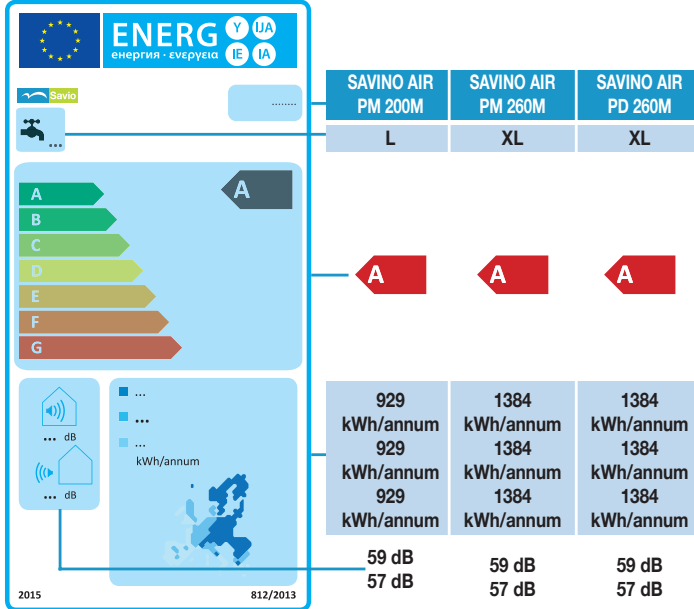 ENERG Y IJA
енергия · ενεργεια IE IA
Savio
........
...
A
A
B
C
D
E
F
G
... dB
... dB
...
...
...
kWh/annum
2015 812/2013
SAVINO AIR PM 200M
SAVINO AIR PM 260M
SAVINO AIR PD 260M
L XL XL
A A A
929 kWh/annum 1384 kWh/annum 1384 kWh/annum
929 kWh/annum 1384 kWh/annum 1384 kWh/annum
929 kWh/annum 1384 kWh/annum 1384 kWh/annum
59 dB 59 dB 59 dB
57 dB 57 dB 57 dB